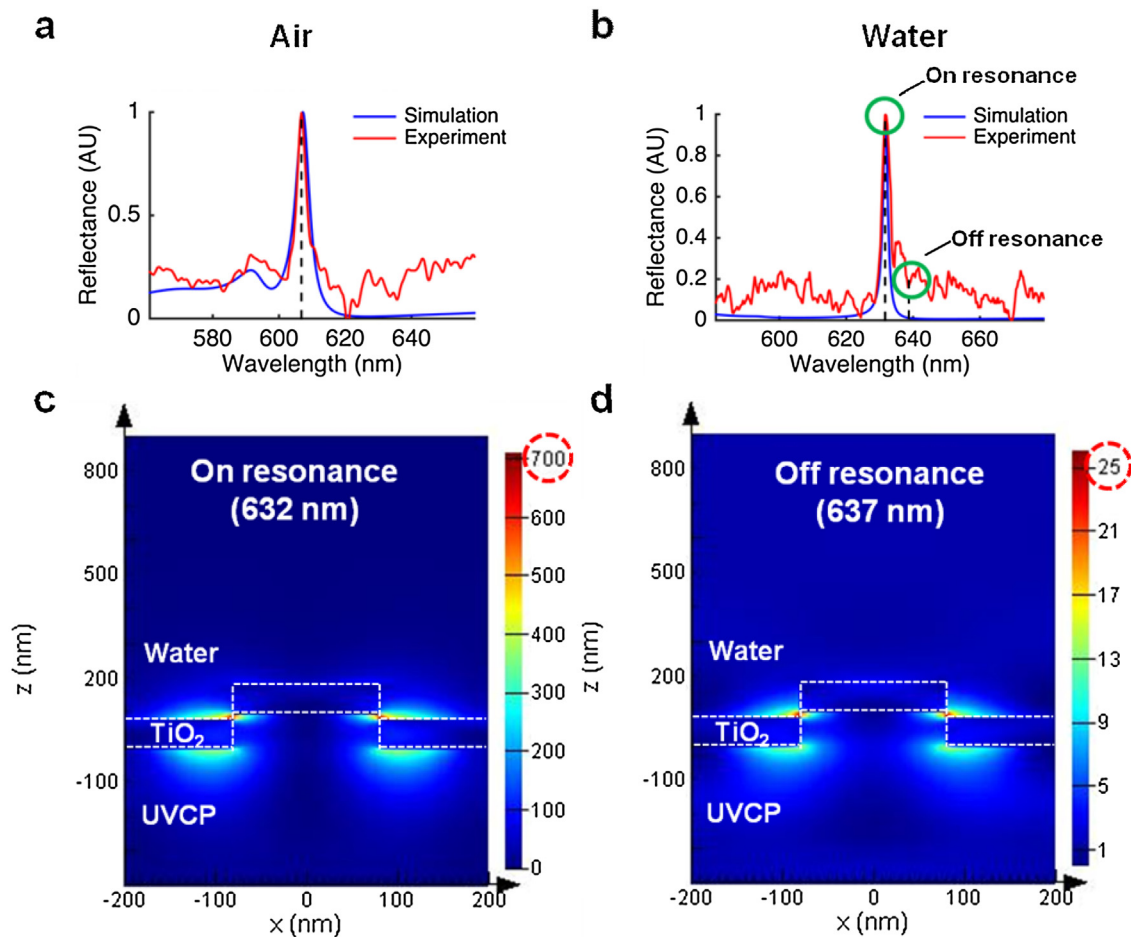 a
Air
b
Water
On resonance
Simulation
Experiment
Simulation
Experiment
Off resonance
Reflectance (AU)
1
0.5
0
580
600
620
640
Wavelength (nm)
Reflectance (AU)
1
0.8
0.6
0.4
0.2
0
600
620
640
660
Wavelength (nm)
c
On resonance
(632 nm)
800
500
200
-100
z (nm)
Water
TiO2
UVCP
700
600
500
400
300
200
100
0
-200
-100
0
100
200
x (nm)
d
Off resonance
(637 nm)
800
500
200
-100
z (nm)
Water
TiO2
UVCP
25
21
17
13
9
5
1
-200
-100
0
100
200
x (nm)